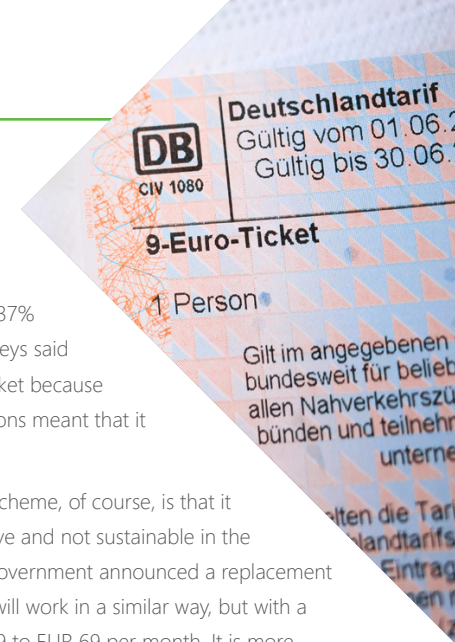 Deutschlandtarif
DB
Gültig vom 01.06.2
Gültig bis 30.06.
CIV 1080
9-Euro-Ticket
1 Person
Gilt im angegebenen
bundesweit für belieb
allen Nahverkehrszü
bünden und teilnehm
unterne
lten die Tari
landtarifs
Eintrag
en
37%
eys said
ket because
ons meant that it
cheme, of course, is that it
ve and not sustainable in the
overnment announced a replacement
will work in a similar way, but with a
9 to EUR 69 per month. It is more